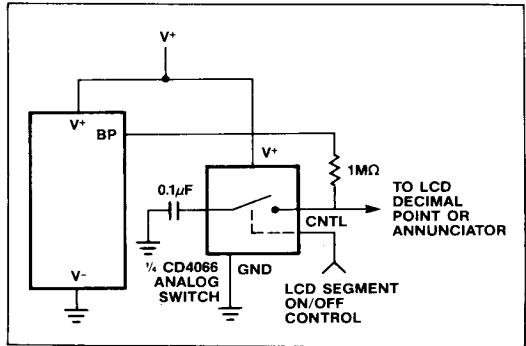 V+
V+
BP
V+
1MΩ
0.1μF
TO LCD
DECIMAL
POINT OR
ANNUNCIATOR
CNTL
V-
GND
¼ CD4066
ANALOG
SWITCH
LCD SEGMENT
ON/OFF
CONTROL